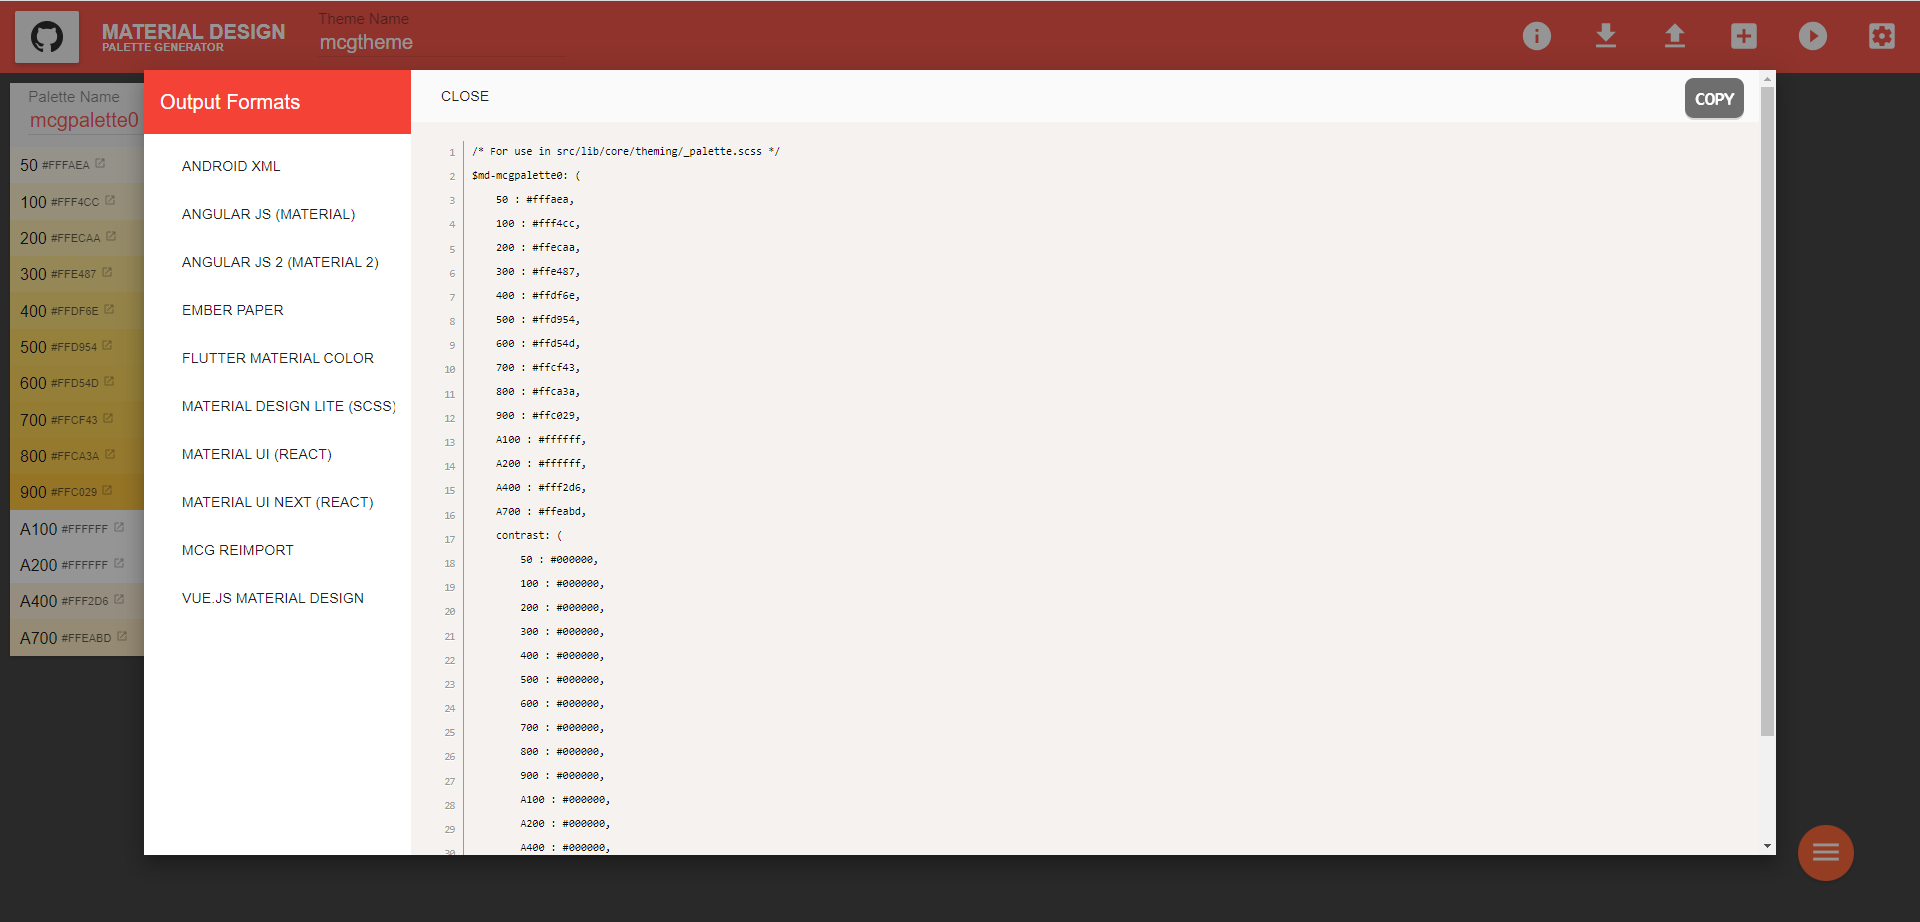 MATERIAL DESIGN
PALETTE GENERATOR
Theme Name
mcgtheme
Palette Name
mcgpalette0
50 #FFFAEA
100 #FFF4CC
200 #FFECAA
300 #FFE487
400 #FFDF6E
500 #FFD954
600 #FFD54D
700 #FFCF43
800 #FFCA3A
900 #FFC029
A100 #FFFFFF
A200 #FFFFFF
A400 #FFF2D6
A700 #FFEABD
Output Formats
ANDROID XML
ANGULAR JS (MATERIAL)
ANGULAR JS 2 (MATERIAL 2)
EMBER PAPER
FLUTTER MATERIAL COLOR
MATERIAL DESIGN LITE (SCSS)
MATERIAL UI (REACT)
MATERIAL UI NEXT (REACT)
MCG REIMPORT
VUE.JS MATERIAL DESIGN
CLOSE
COPY
1 /* For use in src/lib/core/theming/_palette.scss */
2 $md-mcgpalette0: (
3 50 : #fffaea,
4 100 : #fff4cc,
5 200 : #ffecaa,
6 300 : #ffe487,
7 400 : #ffdf6e,
8 500 : #ffd954,
9 600 : #ffd54d,
10 700 : #ffcf43,
11 800 : #ffca3a,
12 900 : #ffc029,
13 A100 : #ffffff,
14 A200 : #ffffff,
15 A400 : #fff2d6,
16 A700 : #ffeabd,
17 contrast: (
18 50 : #000000,
19 100 : #000000,
20 200 : #000000,
21 300 : #000000,
22 400 : #000000,
23 500 : #000000,
24 600 : #000000,
25 700 : #000000,
26 800 : #000000,
27 900 : #000000,
28 A100 : #000000,
29 A200 : #000000,
30 A400 : #000000,